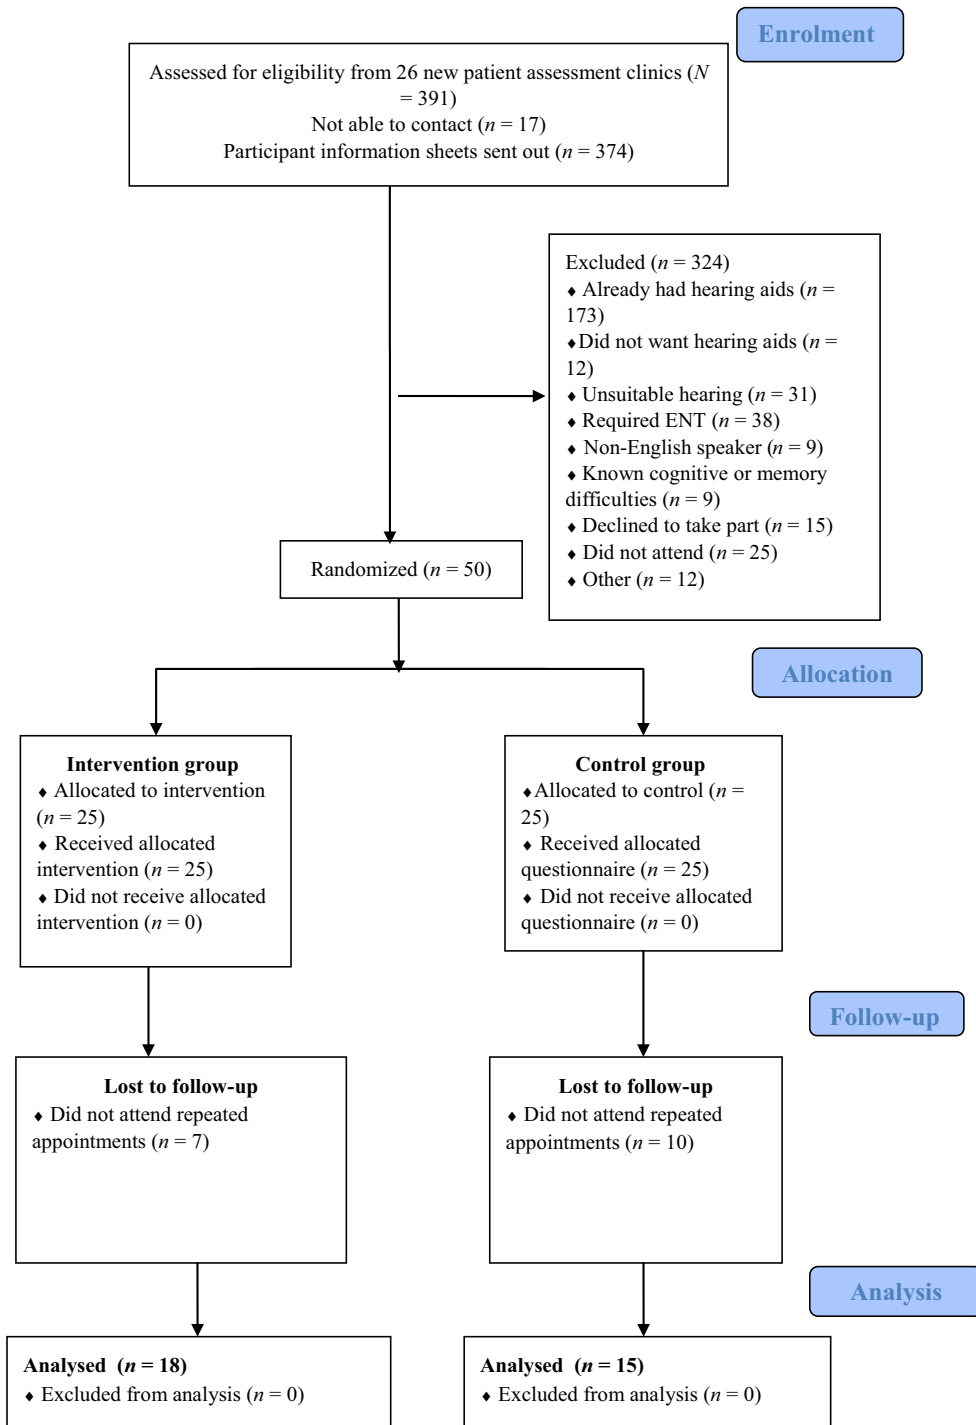 Enrolment
Assessed for eligibility from 26 new patient assessment clinics (N
= 391)
Not able to contact (n = 17)
Participant information sheets sent out (n = 374)
Excluded (n = 324)
♦ Already had hearing aids (n =
173)
♦Did not want hearing aids (n =
12)
♦ Unsuitable hearing (n = 31)
♦ Required ENT (n = 38)
♦ Non-English speaker (n = 9)
♦ Known cognitive or memory
difficulties (n = 9)
♦ Declined to take part (n = 15)
♦ Did not attend (n = 25)
♦ Other (n = 12)
Randomized (n = 50)
Allocation
Intervention group
♦ Allocated to intervention
(n = 25)
♦ Received allocated
intervention (n = 25)
♦ Did not receive allocated
intervention (n = 0)
Control group
♦Allocated to control (n =
25)
♦ Received allocated
questionnaire (n = 25)
♦ Did not receive allocated
questionnaire (n = 0)
Follow-up
Lost to follow-up
♦ Did not attend repeated
appointments (n = 7)
Lost to follow-up
♦ Did not attend repeated
appointments (n = 10)
Analysis
Analysed (n = 18)
♦ Excluded from analysis (n = 0)
Analysed (n = 15)
♦ Excluded from analysis (n = 0)